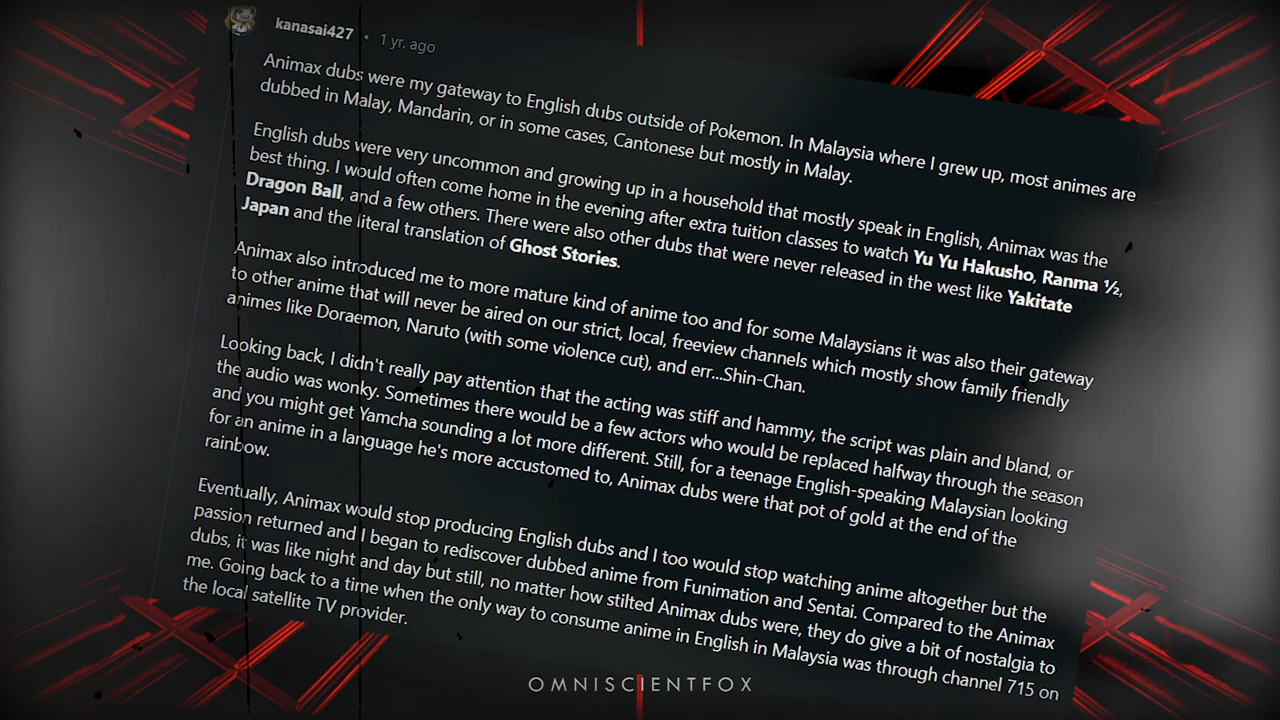 kanasai427 • 1 yr. ago
Animax dubs were my gateway to English dubs outside of Pokemon. In Malaysia where I grew up, most animes are
dubbed in Malay, Mandarin, or in some cases, Cantonese but mostly in Malay.
English dubs were very uncommon and growing up in a household that mostly speak in English, Animax was the
best thing. I would often come home in the evening after extra tuition classes to watch Yu Yu Hakusho, Ranma ½,
Dragon Ball, and a few others. There were also other dubs that were never released in the west like Yakitate
Japan and the literal translation of Ghost Stories.
Animax also introduced me to more mature kind of anime too and for some Malaysians it was also their gateway
to other anime that will never be aired on our strict, local, freeview channels which mostly show family friendly
animes like Doraemon, Naruto (with some violence cut), and err...Shin-Chan.
Looking back, I didn't really pay attention that the acting was stiff and hammy, the script was plain and bland, or
the audio was wonky. Sometimes there would be a few actors who would be replaced halfway through the season
and you might get Yamcha sounding a lot more different. Still, for a teenage English-speaking Malaysian looking
for an anime in a language he's more accustomed to, Animax dubs were that pot of gold at the end of the
rainbow.
Eventually, Animax would stop producing English dubs and I too would stop watching anime altogether but the
passion returned and I began to rediscover dubbed anime from Funimation and Sentai. Compared to the Animax
dubs, it was like night and day but still, no matter how stilted Animax dubs were, they do give a bit of nostalgia to
me. Going back to a time when the only way to consume anime in English in Malaysia was through channel 715 on
the local satellite TV provider.
OMNISCIENTFOX